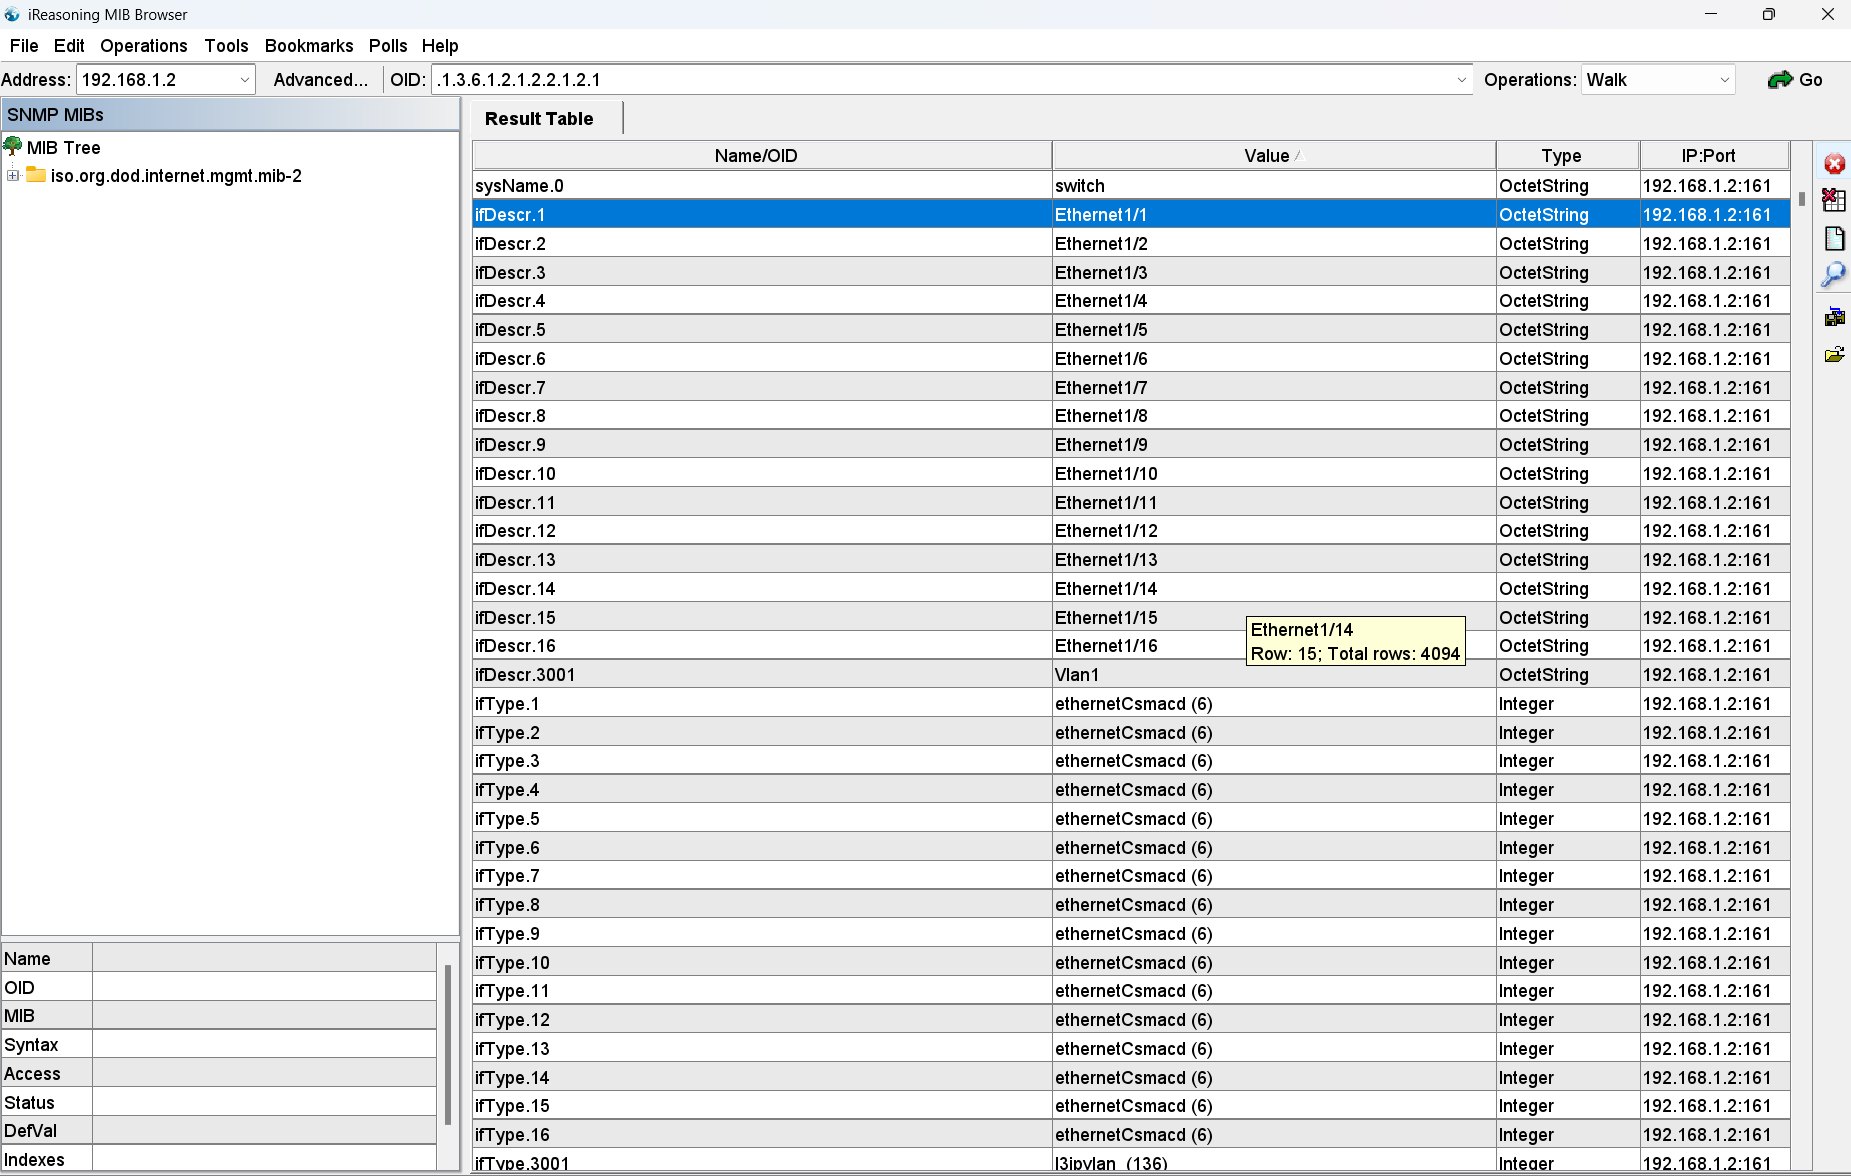 iReasoning MIB Browser
File Edit Operations Tools Bookmarks Polls Help
Address: 192.168.1.2 Advanced... OID: .1.3.6.1.2.1.2.2.1.2.1 Operations: Walk Go
SNMP MIBs
MIB Tree
iso.org.dod.internet.mgmt.mib-2
Name
OID
MIB
Syntax
Access
Status
DefVal
Indexes
Result Table
Name/OID Value Type IP:Port
sysName.0 switch OctetString 192.168.1.2:161
ifDescr.1 Ethernet1/1 OctetString 192.168.1.2:161
ifDescr.2 Ethernet1/2 OctetString 192.168.1.2:161
ifDescr.3 Ethernet1/3 OctetString 192.168.1.2:161
ifDescr.4 Ethernet1/4 OctetString 192.168.1.2:161
ifDescr.5 Ethernet1/5 OctetString 192.168.1.2:161
ifDescr.6 Ethernet1/6 OctetString 192.168.1.2:161
ifDescr.7 Ethernet1/7 OctetString 192.168.1.2:161
ifDescr.8 Ethernet1/8 OctetString 192.168.1.2:161
ifDescr.9 Ethernet1/9 OctetString 192.168.1.2:161
ifDescr.10 Ethernet1/10 OctetString 192.168.1.2:161
ifDescr.11 Ethernet1/11 OctetString 192.168.1.2:161
ifDescr.12 Ethernet1/12 OctetString 192.168.1.2:161
ifDescr.13 Ethernet1/13 OctetString 192.168.1.2:161
ifDescr.14 Ethernet1/14 OctetString 192.168.1.2:161
ifDescr.15 Ethernet1/15 OctetString 192.168.1.2:161
ifDescr.16 Ethernet1/16 OctetString 192.168.1.2:161
Ethernet1/14
Row: 15; Total rows: 4094
ifDescr.3001 Vlan1 OctetString 192.168.1.2:161
ifType.1 ethernetCsmacd (6) Integer 192.168.1.2:161
ifType.2 ethernetCsmacd (6) Integer 192.168.1.2:161
ifType.3 ethernetCsmacd (6) Integer 192.168.1.2:161
ifType.4 ethernetCsmacd (6) Integer 192.168.1.2:161
ifType.5 ethernetCsmacd (6) Integer 192.168.1.2:161
ifType.6 ethernetCsmacd (6) Integer 192.168.1.2:161
ifType.7 ethernetCsmacd (6) Integer 192.168.1.2:161
ifType.8 ethernetCsmacd (6) Integer 192.168.1.2:161
ifType.9 ethernetCsmacd (6) Integer 192.168.1.2:161
ifType.10 ethernetCsmacd (6) Integer 192.168.1.2:161
ifType.11 ethernetCsmacd (6) Integer 192.168.1.2:161
ifType.12 ethernetCsmacd (6) Integer 192.168.1.2:161
ifType.13 ethernetCsmacd (6) Integer 192.168.1.2:161
ifType.14 ethernetCsmacd (6) Integer 192.168.1.2:161
ifType.15 ethernetCsmacd (6) Integer 192.168.1.2:161
ifType.16 ethernetCsmacd (6) Integer 192.168.1.2:161
ifType.3001 l3ipvlan (136) Integer 192.168.1.2:161